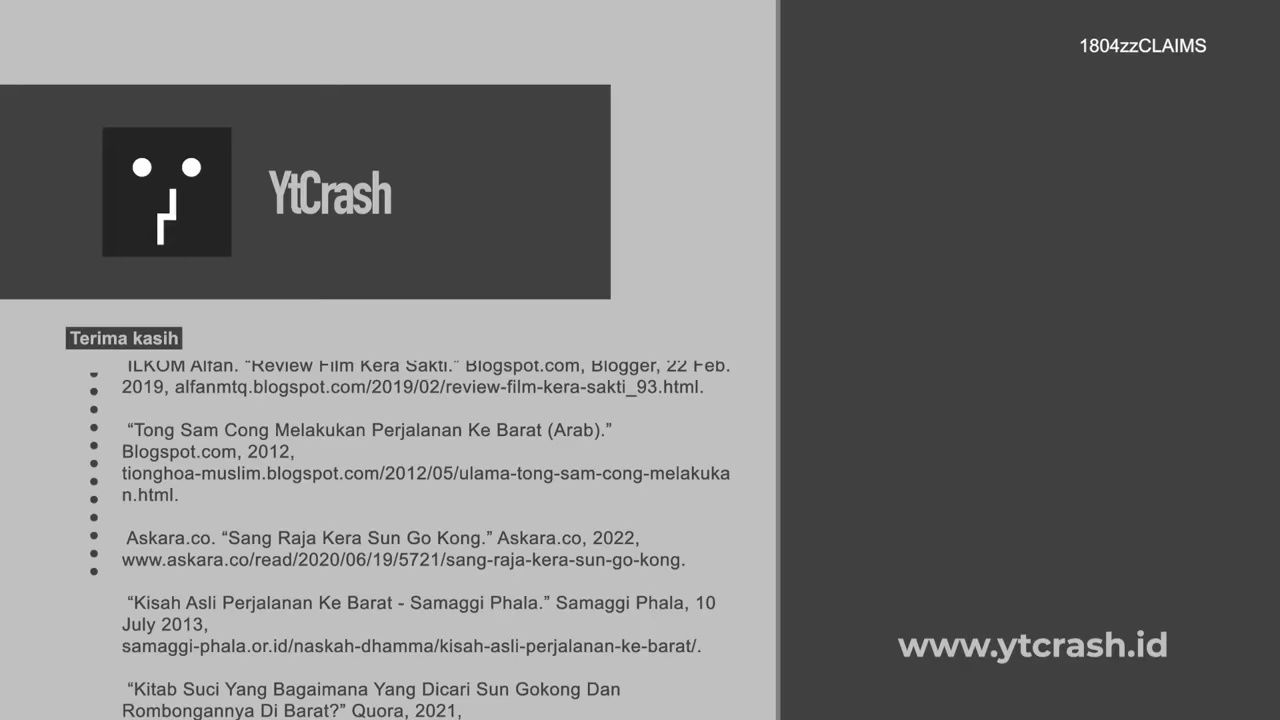 1804zzCLAIMS
YtCrash
Terima kasih
ILKOM Alfan. “Review Film Kera Sakti.” Blogspot.com, Blogger, 22 Feb.
2019, alfanmtq.blogspot.com/2019/02/review-film-kera-sakti_93.html.
“Tong Sam Cong Melakukan Perjalanan Ke Barat (Arab).”
Blogspot.com, 2012,
tionghoa-muslim.blogspot.com/2012/05/ulama-tong-sam-cong-melakuka
n.html.
Askara.co. “Sang Raja Kera Sun Go Kong.” Askara.co, 2022,
www.askara.co/read/2020/06/19/5721/sang-raja-kera-sun-go-kong.
“Kisah Asli Perjalanan Ke Barat - Samaggi Phala.” Samaggi Phala, 10
July 2013,
samaggi-phala.or.id/naskah-dhamma/kisah-asli-perjalanan-ke-barat/.
“Kitab Suci Yang Bagaimana Yang Dicari Sun Gokong Dan
Rombongannya Di Barat?” Quora, 2021,
www.ytcrash.id